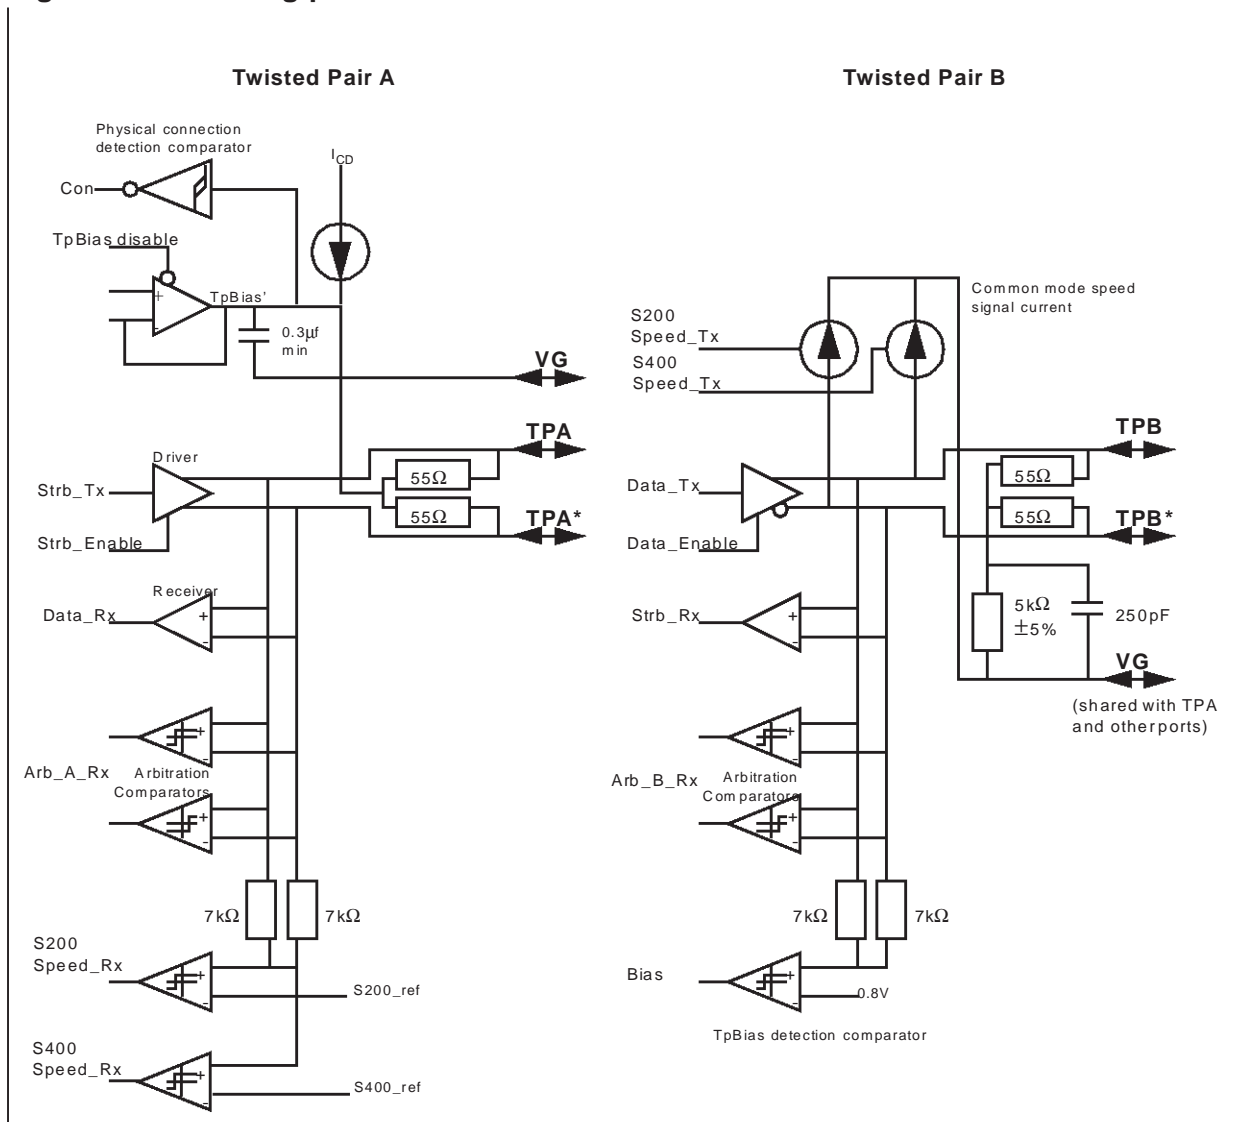 Twisted Pair A
Twisted Pair B
Physical connection
detection comparator
I_CD
Con
TpBias disable
TpBias'
+
-
0.3µf
min
VG
TPA
Driver
55Ω
Strb_Tx
55Ω
TPA*
Strb_Enable
Receiver
Data_Rx
+
-
+
-
Arb_A_Rx
Arbitration
Comparators
+
-
7kΩ
7kΩ
S200
Speed_Rx
+
-
S200_ref
S400
Speed_Rx
+
-
S400_ref
Common mode speed
signal current
S200
Speed_Tx
S400
Speed_Tx
TPB
55Ω
Data_Tx
55Ω
TPB*
Data_Enable
Strb_Rx
+
-
5kΩ
±5%
250pF
VG
(shared with TPA
and other ports)
+
-
Arb_B_Rx
Arbitration
Comparators
+
-
7kΩ
7kΩ
Bias
+
-
0.8V
TpBias detection comparator